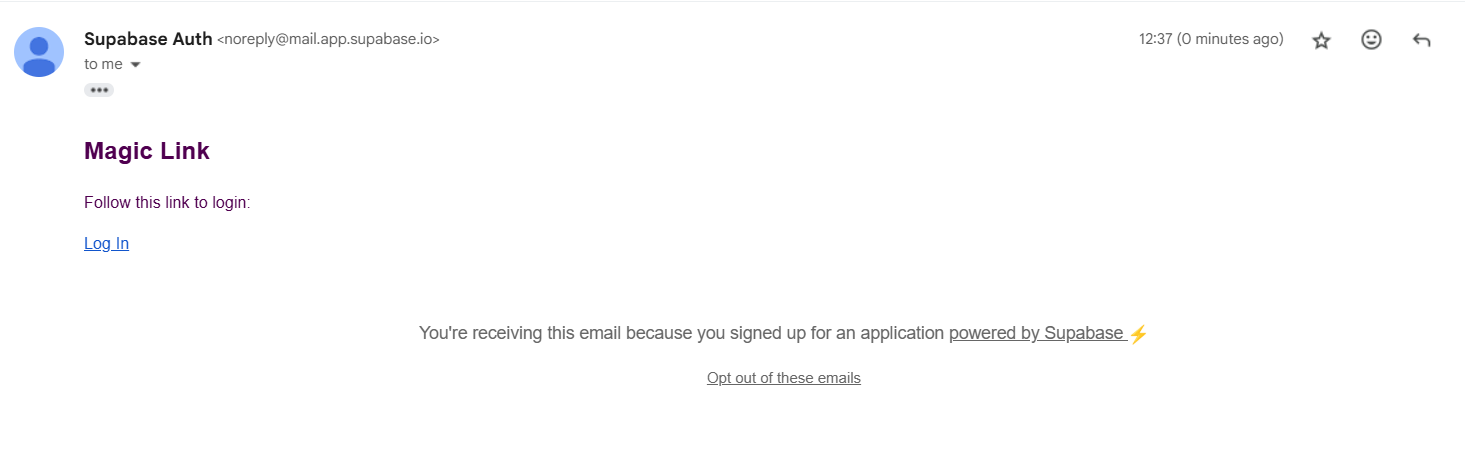 Supabase Auth <noreply@mail.app.supabase.io> 12:37 (0 minutes ago)
to me
Magic Link
Follow this link to login:
Log In
You're receiving this email because you signed up for an application powered by Supabase ⚡
Opt out of these emails